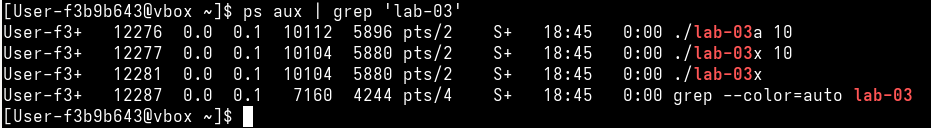 [User-f3b9b643@vbox ~]$ ps aux | grep 'lab-03'
User-f3+   12276  0.0  0.1  10112  5896 pts/2    S+   18:45   0:00 ./lab-03a 10
User-f3+   12277  0.0  0.1  10104  5880 pts/2    S+   18:45   0:00 ./lab-03x 10
User-f3+   12281  0.0  0.1  10104  5880 pts/2    S+   18:45   0:00 ./lab-03x
User-f3+   12287  0.0  0.1   7160  4244 pts/4    S+   18:45   0:00 grep --color=auto lab-03
[User-f3b9b643@vbox ~]$